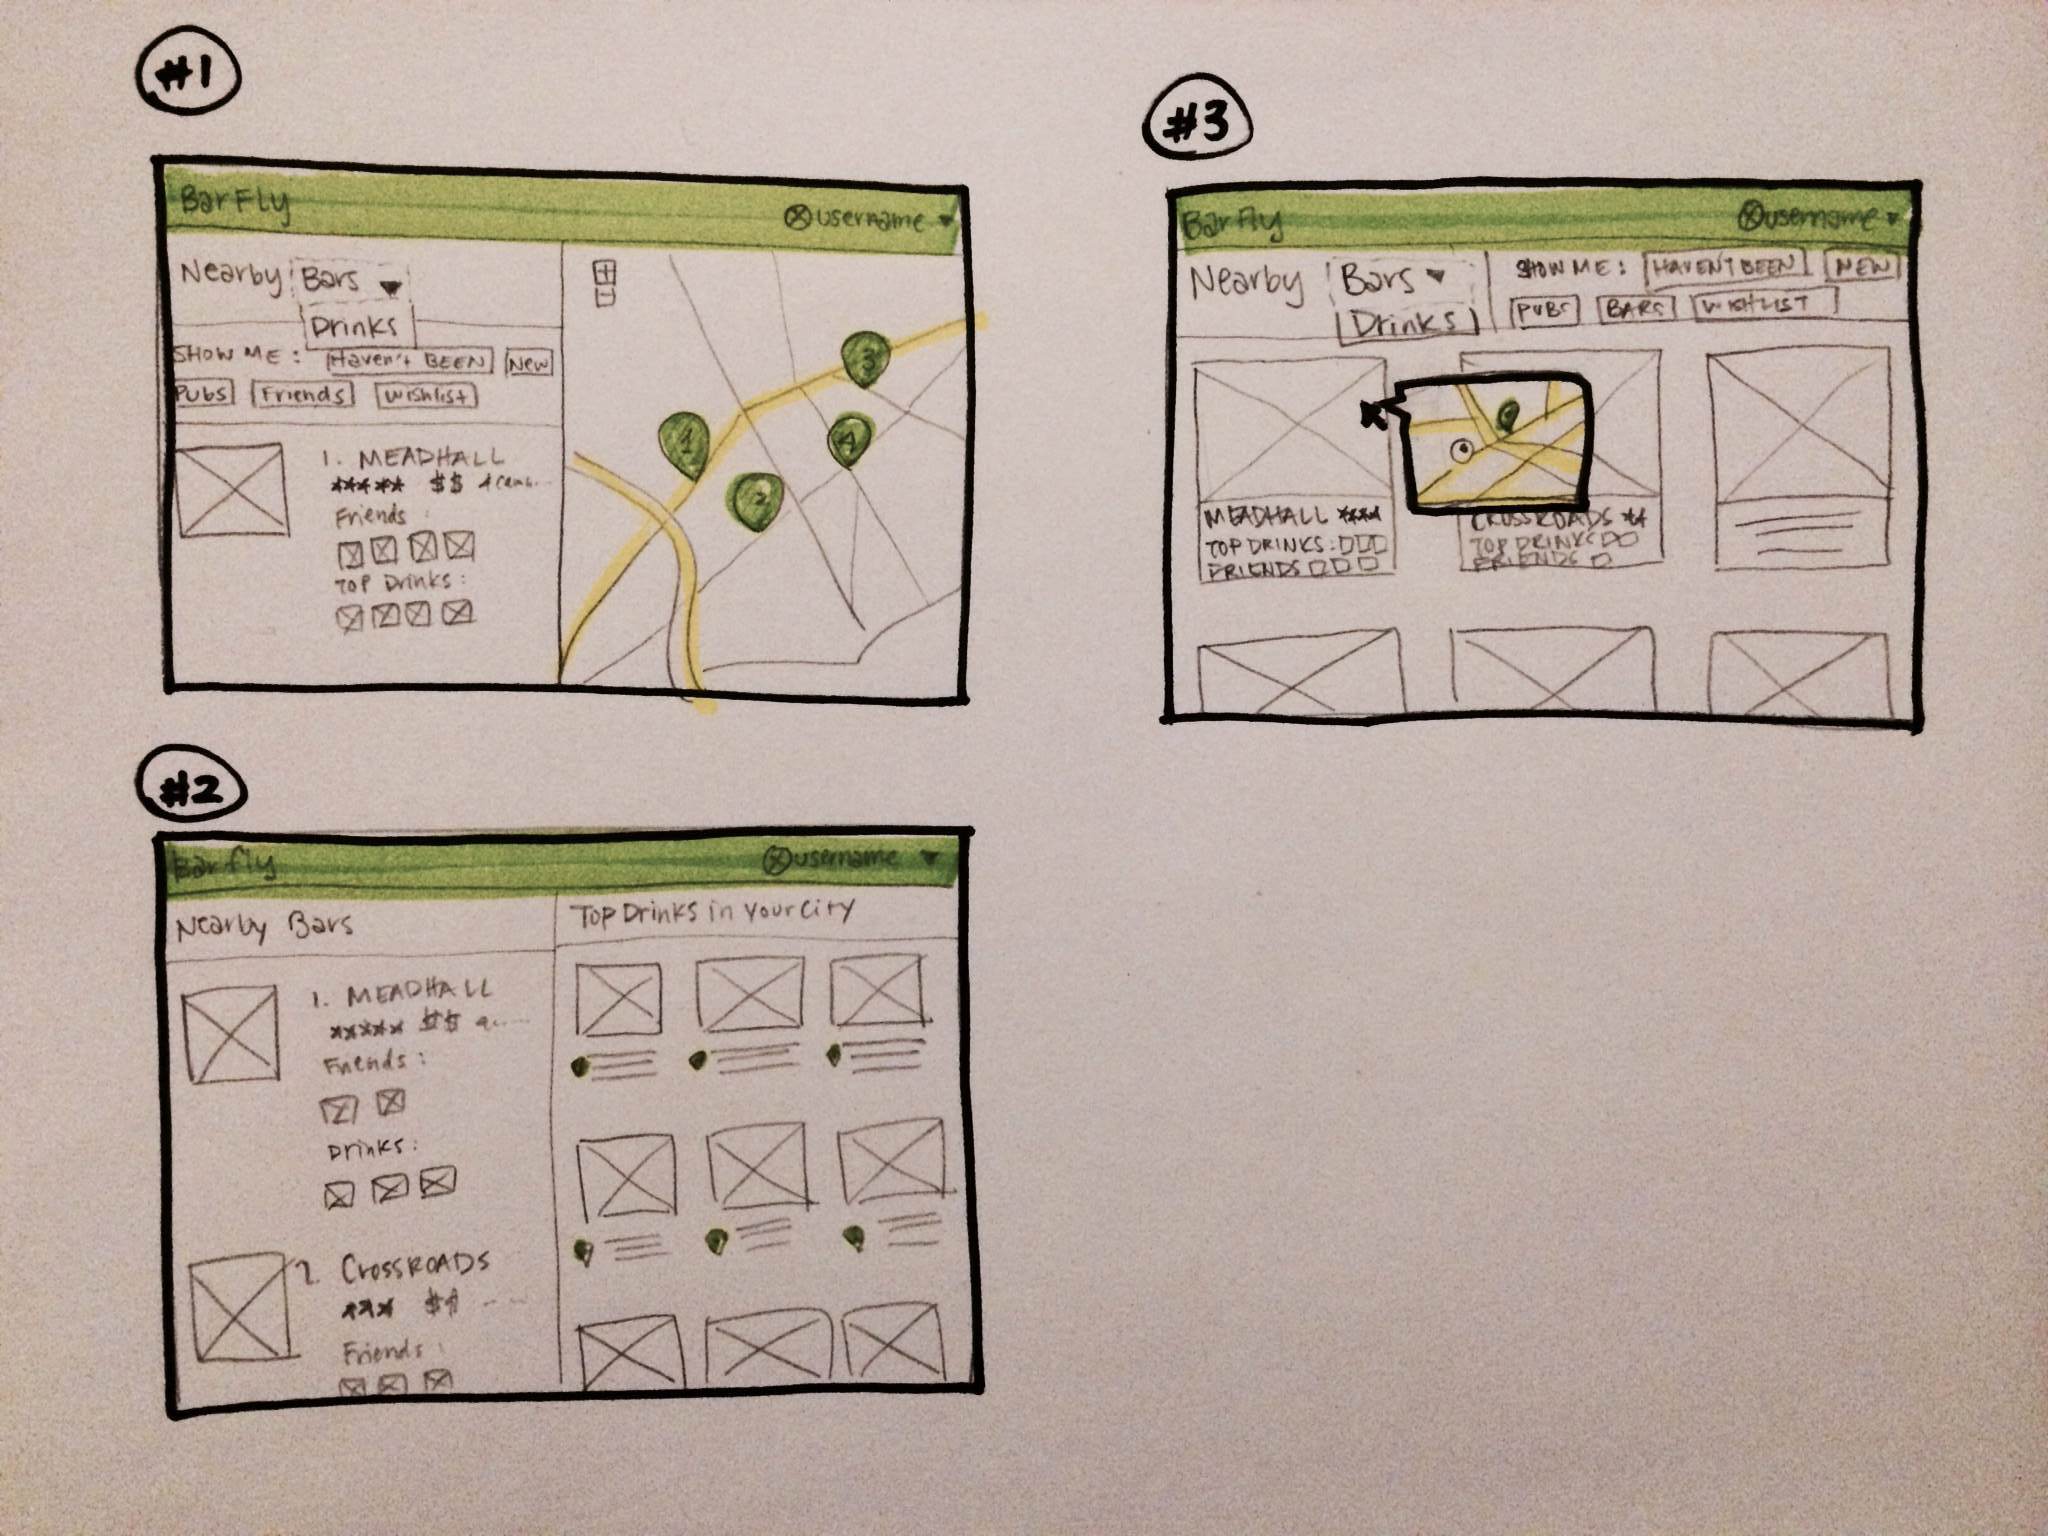 #1
BarFly
username
Nearby Bars
Drinks
SHOW ME: Haven't BEEN New
Pubs Friends Wishlist
1. MEADHALL
***** $$
Friends:
Top Drinks:
1
2
3
4
#2
Barfly
username
Nearby Bars
1. MEADHALL
***** $$
Friends:
Drinks:
2. CROSSROADS
*** $$
Friends:
Top Drinks in Your City
#3
BarFly
username
Nearby Bars
Drinks
SHOW ME: HAVEN'T BEEN NEW
PUBS BARS WISHLIST
MEADHALL ****
TOP DRINKS:
FRIENDS
CROSSROADS **
TOP DRINKS
FRIENDS